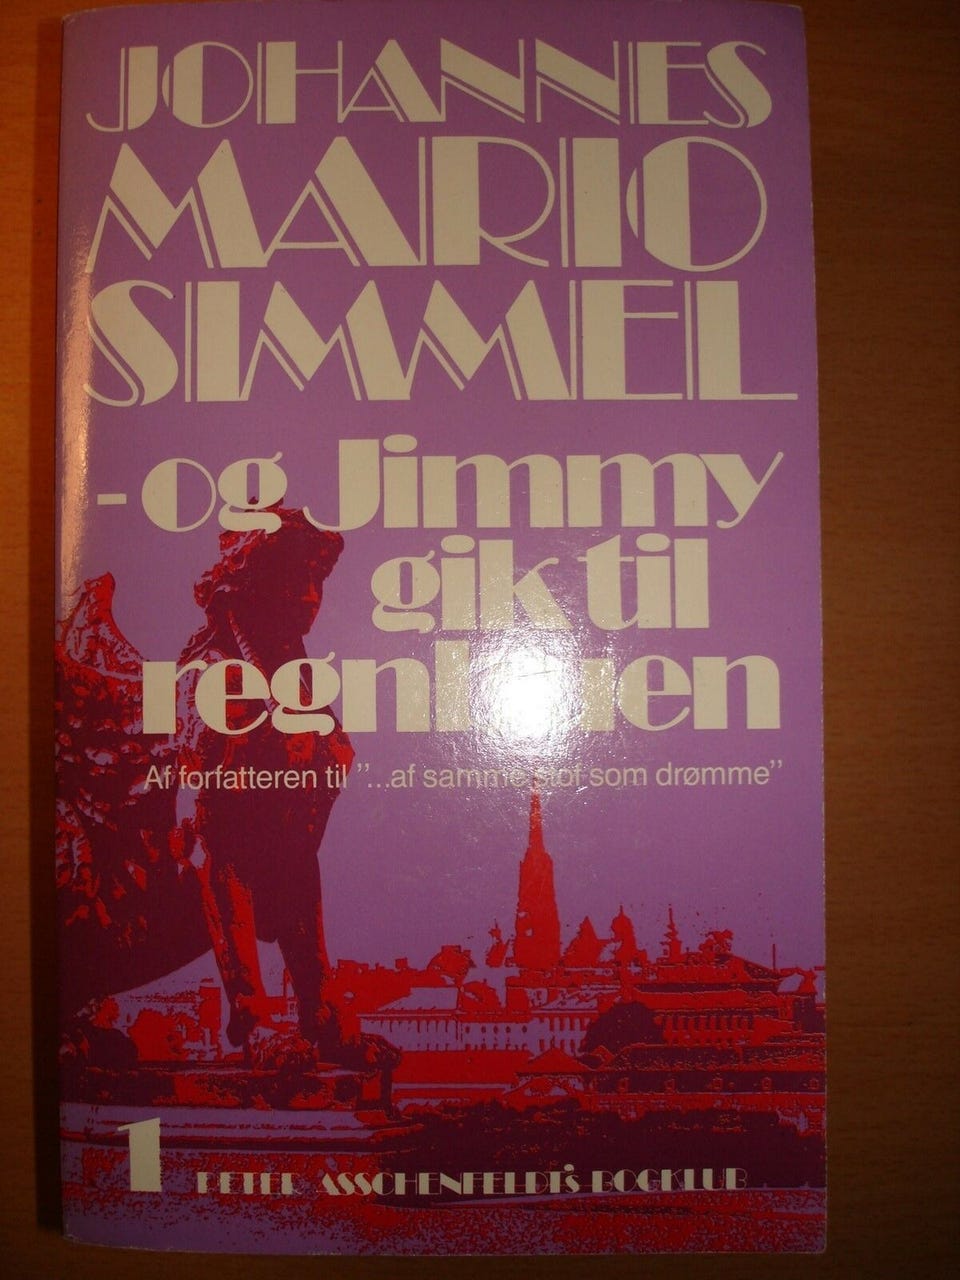 JOHANNES
MARIO
SIMMEL
- og Jimmy
gik til
Af forfatteren til "...af samme stof som drømme"
1 PETER ASSCHENFELDT'S BOGKLUB